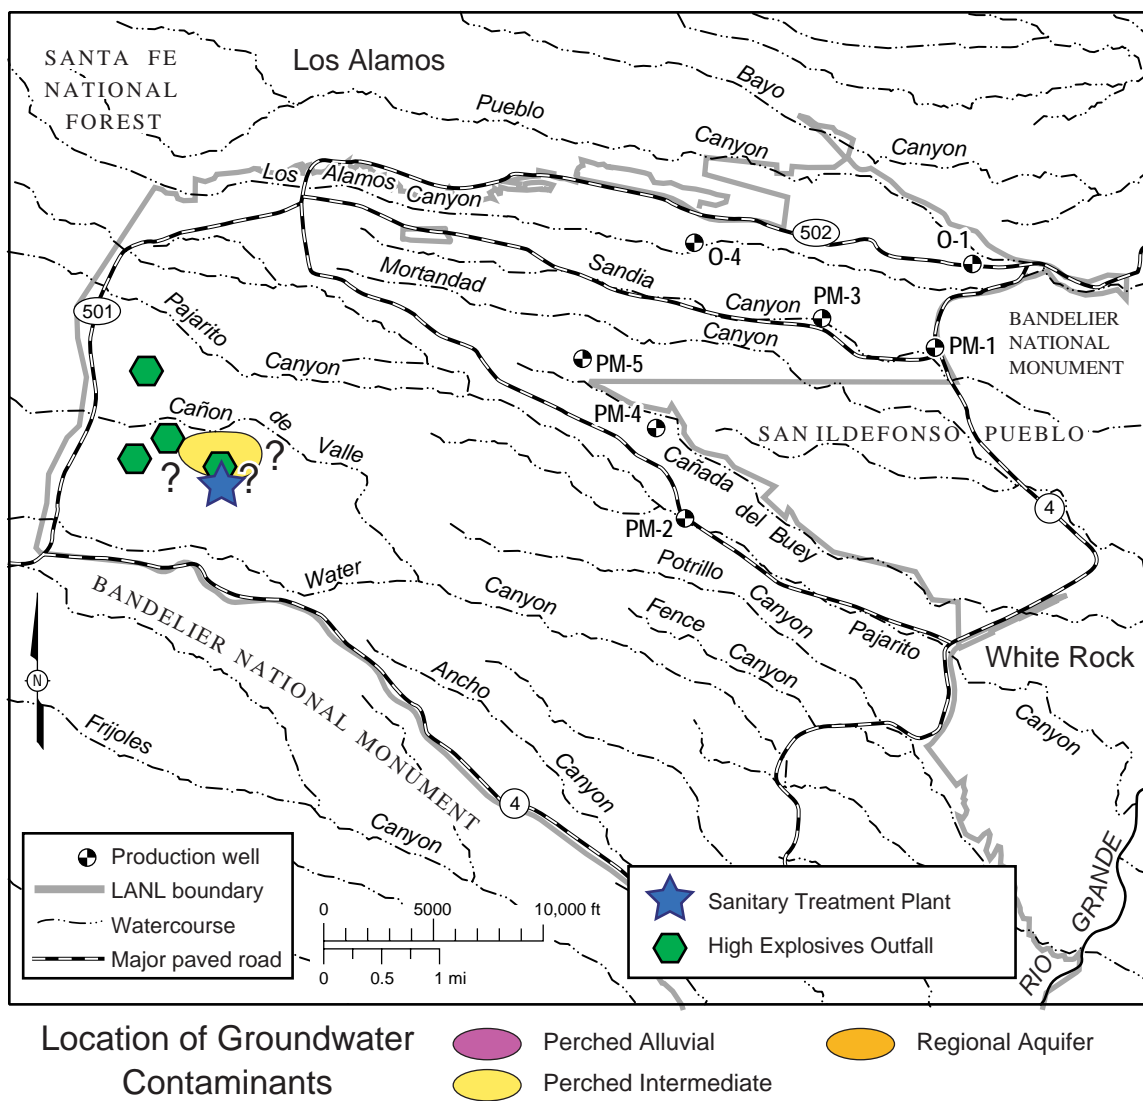 SANTA FE
NATIONAL
FOREST
Los Alamos
Bayo
Pueblo
Canyon
Canyon
Los Alamos
Canyon
502
O-1
O-4
Mortandad
Sandia
Canyon
PM-3
501
Pajarito
Canyon
BANDELIER
NATIONAL
MONUMENT
PM-1
Canyon
PM-5
Cañon
de
Valle
PM-4
SAN ILDEFONSO PUEBLO
?
?
?
Cañada
del Buey
4
PM-2
Water
Canyon
Potrillo
Canyon
BANDELIER NATIONAL MONUMENT
Fence
Canyon
Pajarito
White Rock
N
Ancho
Canyon
Canyon
Frijoles
Canyon
4
RIO GRANDE
Production well
LANL boundary
Watercourse
Major paved road
0 5000 10,000 ft
0 0.5 1 mi
Sanitary Treatment Plant
High Explosives Outfall
Location of Groundwater
Contaminants
Perched Alluvial
Regional Aquifer
Perched Intermediate